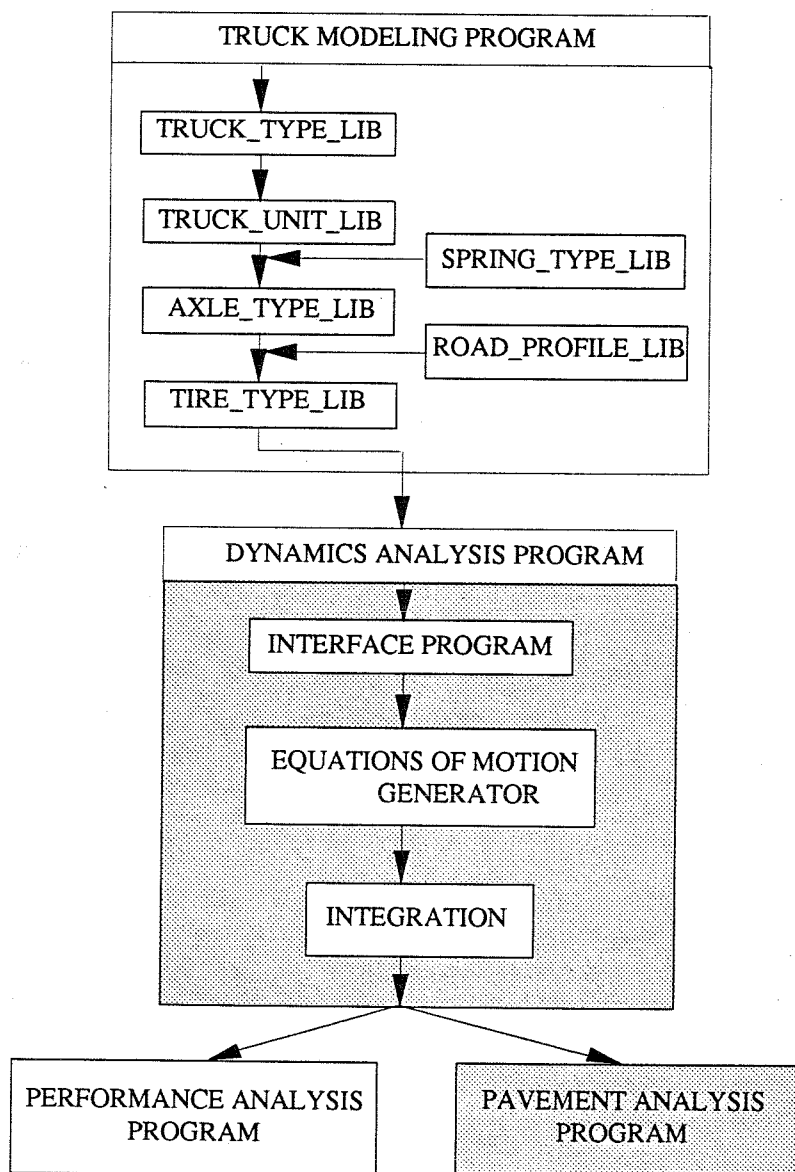 TRUCK MODELING PROGRAM
TRUCK_TYPE_LIB
TRUCK_UNIT_LIB
SPRING_TYPE_LIB
AXLE_TYPE_LIB
ROAD_PROFILE_LIB
TIRE_TYPE_LIB
DYNAMICS ANALYSIS PROGRAM
INTERFACE PROGRAM
EQUATIONS OF MOTION
GENERATOR
INTEGRATION
PERFORMANCE ANALYSIS
PROGRAM
PAVEMENT ANALYSIS
PROGRAM